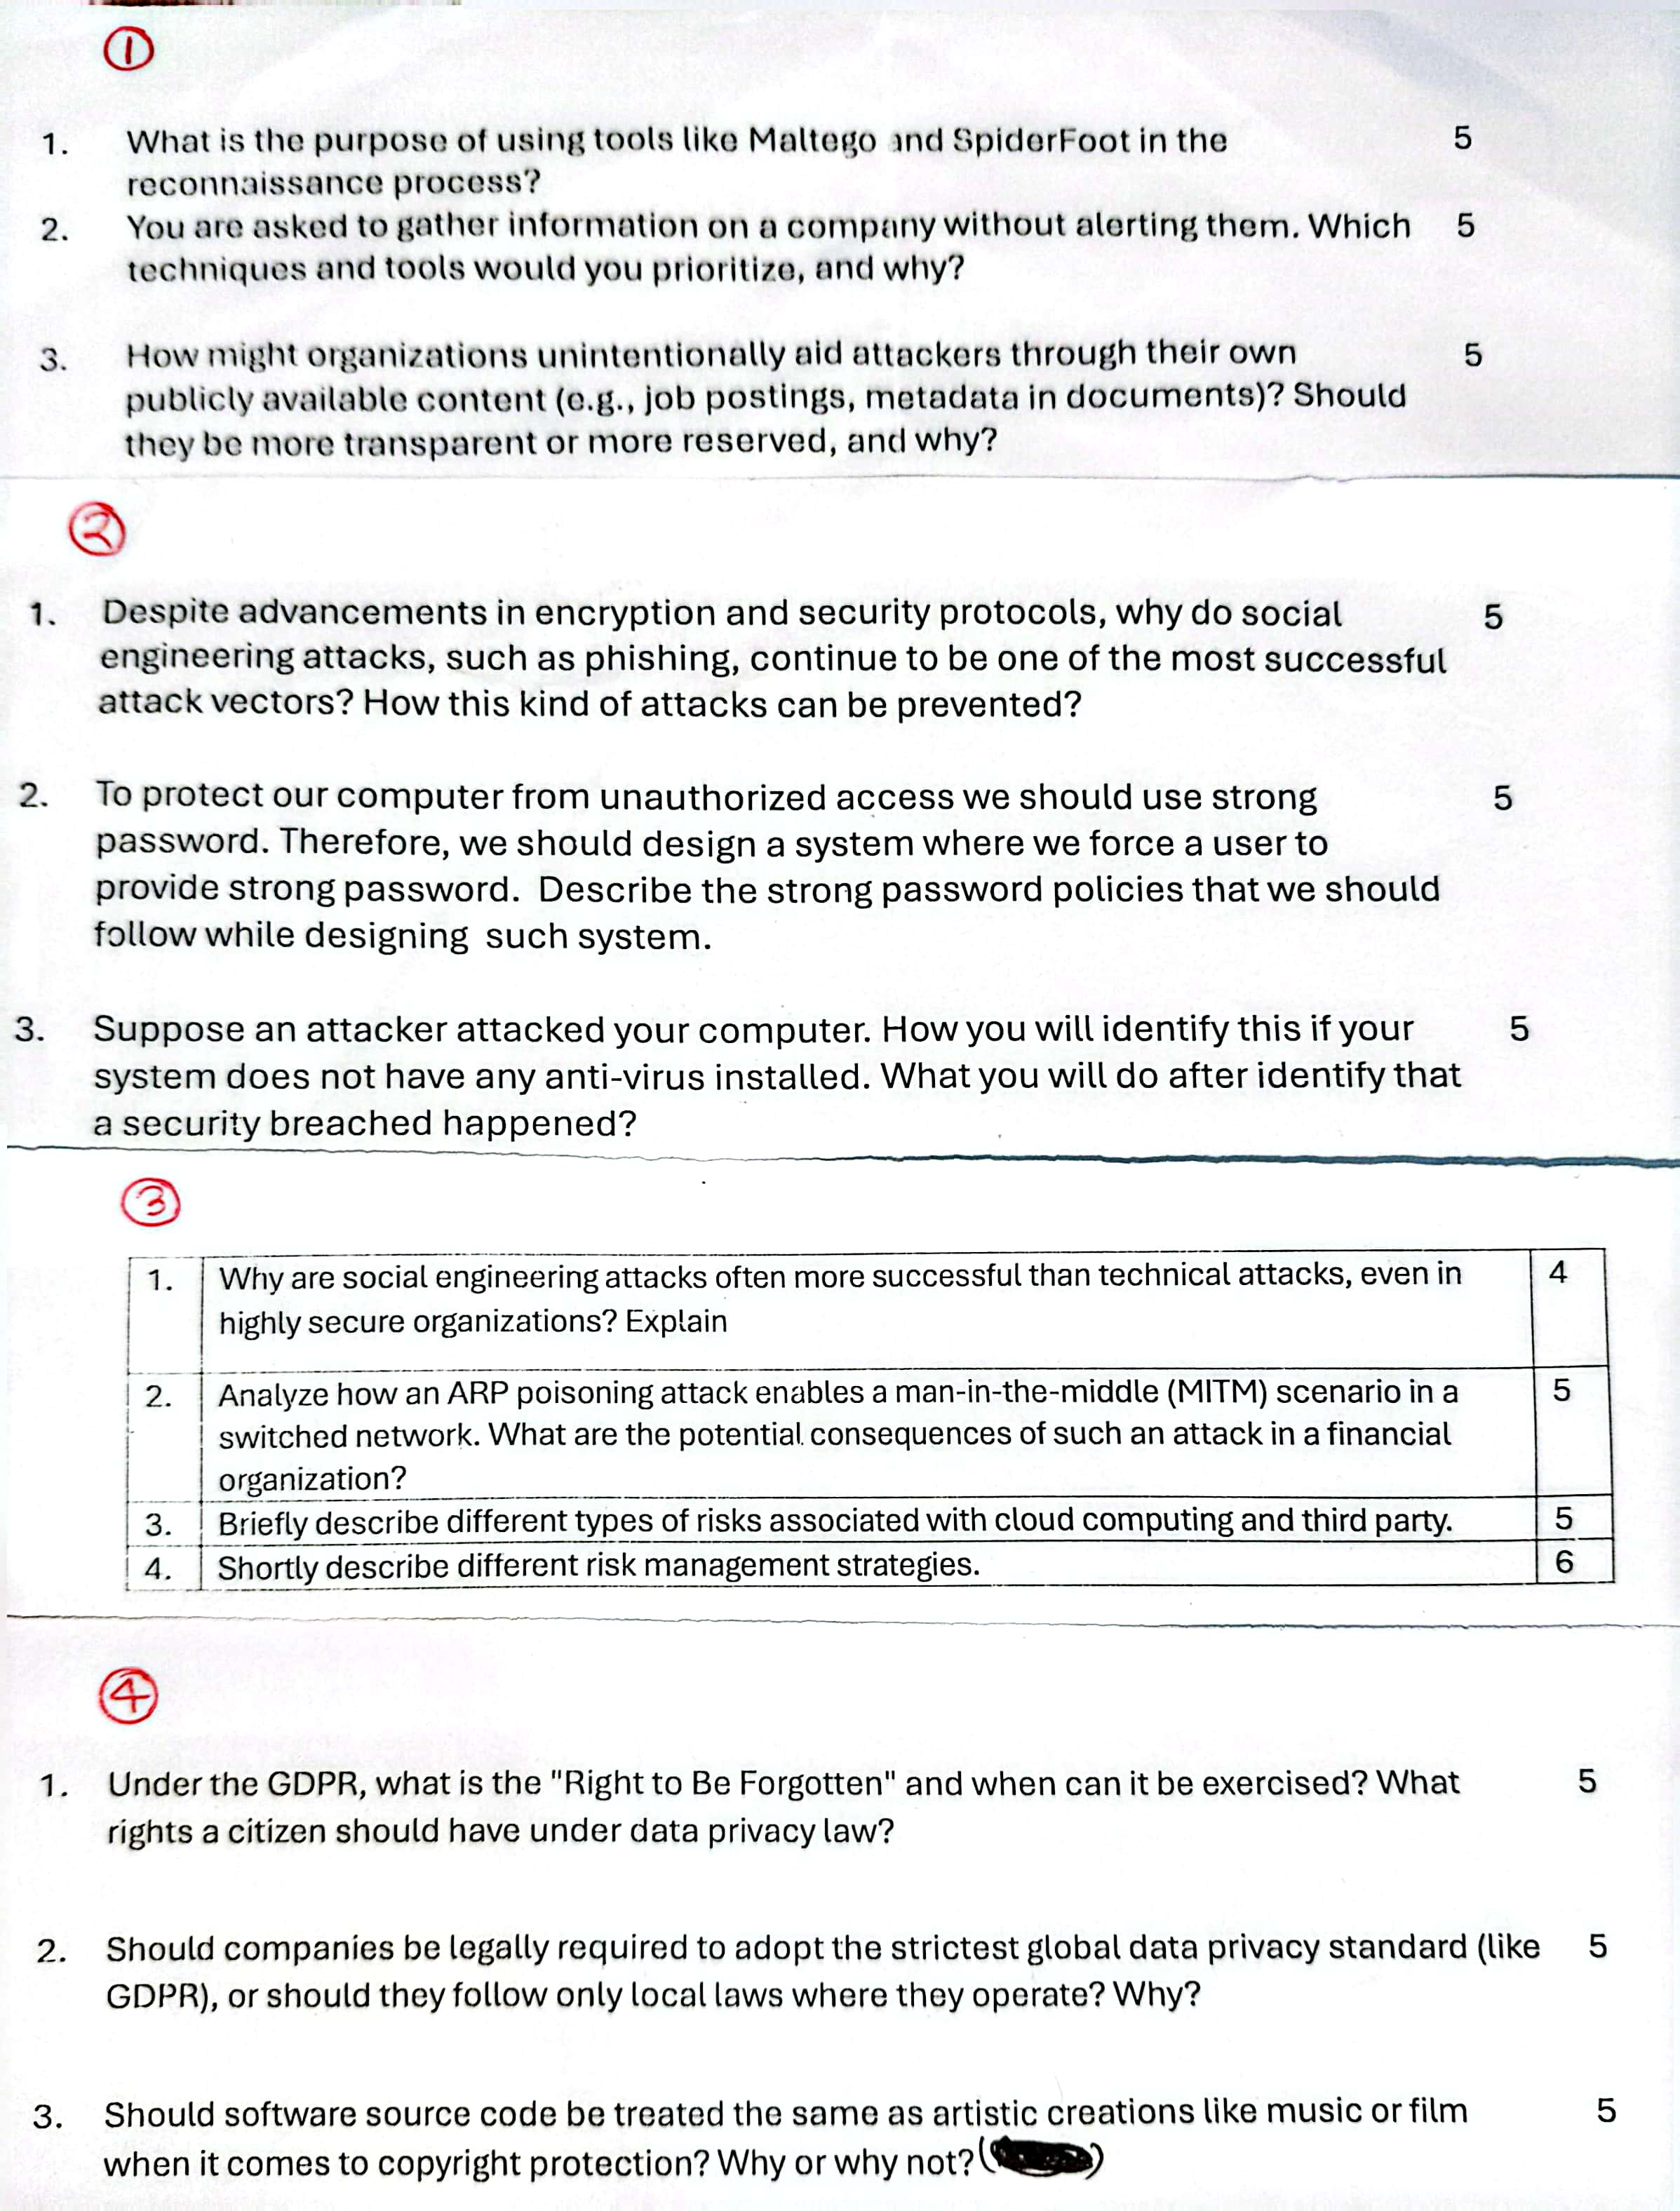 1
1. What is the purpose of using tools like Maltego and SpiderFoot in the 5
reconnaissance process?
2. You are asked to gather information on a company without alerting them. Which 5
techniques and tools would you prioritize, and why?
3. How might organizations unintentionally aid attackers through their own 5
publicly available content (e.g., job postings, metadata in documents)? Should
they be more transparent or more reserved, and why?
2
1. Despite advancements in encryption and security protocols, why do social 5
engineering attacks, such as phishing, continue to be one of the most successful
attack vectors? How this kind of attacks can be prevented?
2. To protect our computer from unauthorized access we should use strong 5
password. Therefore, we should design a system where we force a user to
provide strong password. Describe the strong password policies that we should
follow while designing such system.
3. Suppose an attacker attacked your computer. How you will identify this if your 5
system does not have any anti-virus installed. What you will do after identify that
a security breached happened?
3
1. Why are social engineering attacks often more successful than technical attacks, even in 4
highly secure organizations? Explain
2. Analyze how an ARP poisoning attack enables a man-in-the-middle (MITM) scenario in a 5
switched network. What are the potential consequences of such an attack in a financial
organization?
3. Briefly describe different types of risks associated with cloud computing and third party. 5
4. Shortly describe different risk management strategies. 6
4
1. Under the GDPR, what is the "Right to Be Forgotten" and when can it be exercised? What 5
rights a citizen should have under data privacy law?
2. Should companies be legally required to adopt the strictest global data privacy standard (like 5
GDPR), or should they follow only local laws where they operate? Why?
3. Should software source code be treated the same as artistic creations like music or film 5
when it comes to copyright protection? Why or why not? ( )